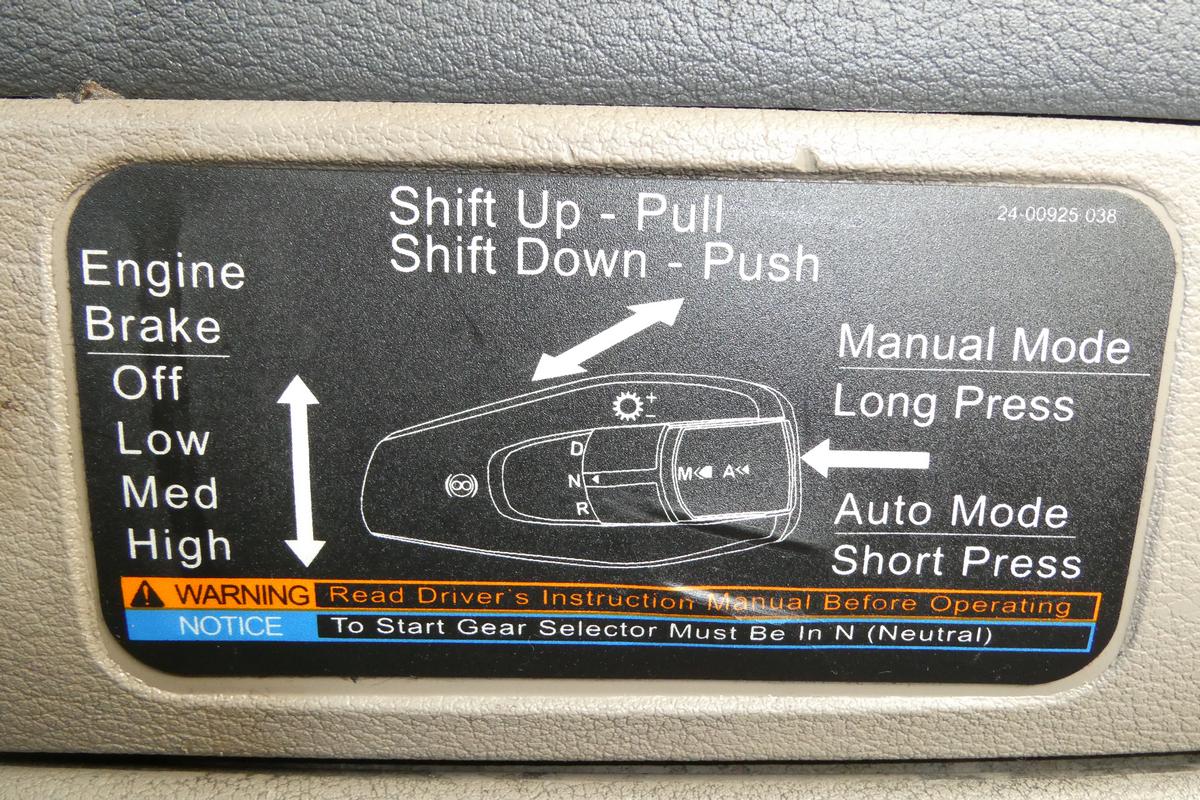 Shift Up - Pull
Shift Down - Push
24-00925 038
Engine
Brake
Off
Low
Med
High
Manual Mode
Long Press
Auto Mode
Short Press
+
-
D
N
R
M A
WARNING Read Driver's Instruction Manual Before Operating
NOTICE To Start Gear Selector Must Be In N (Neutral)